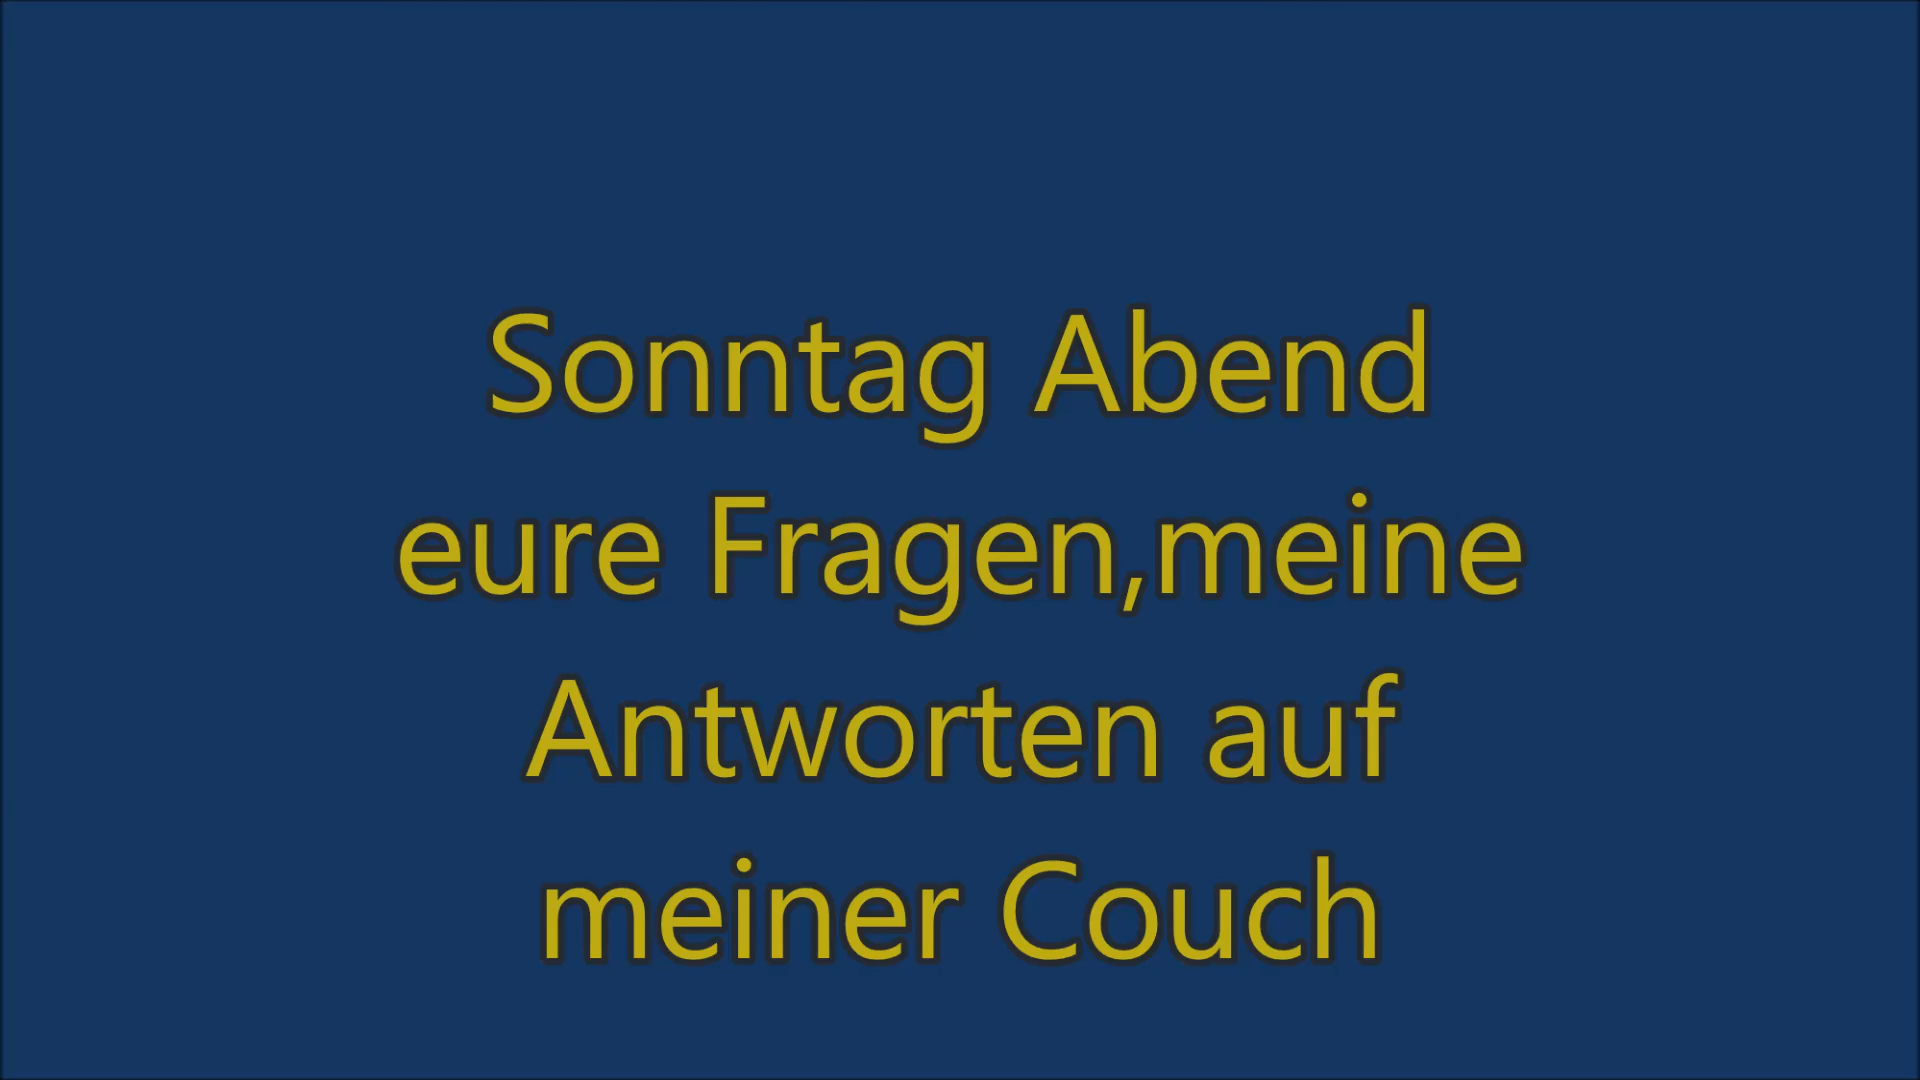 Sonntag Abend
eure Fragen,meine
Antworten auf
meiner Couch